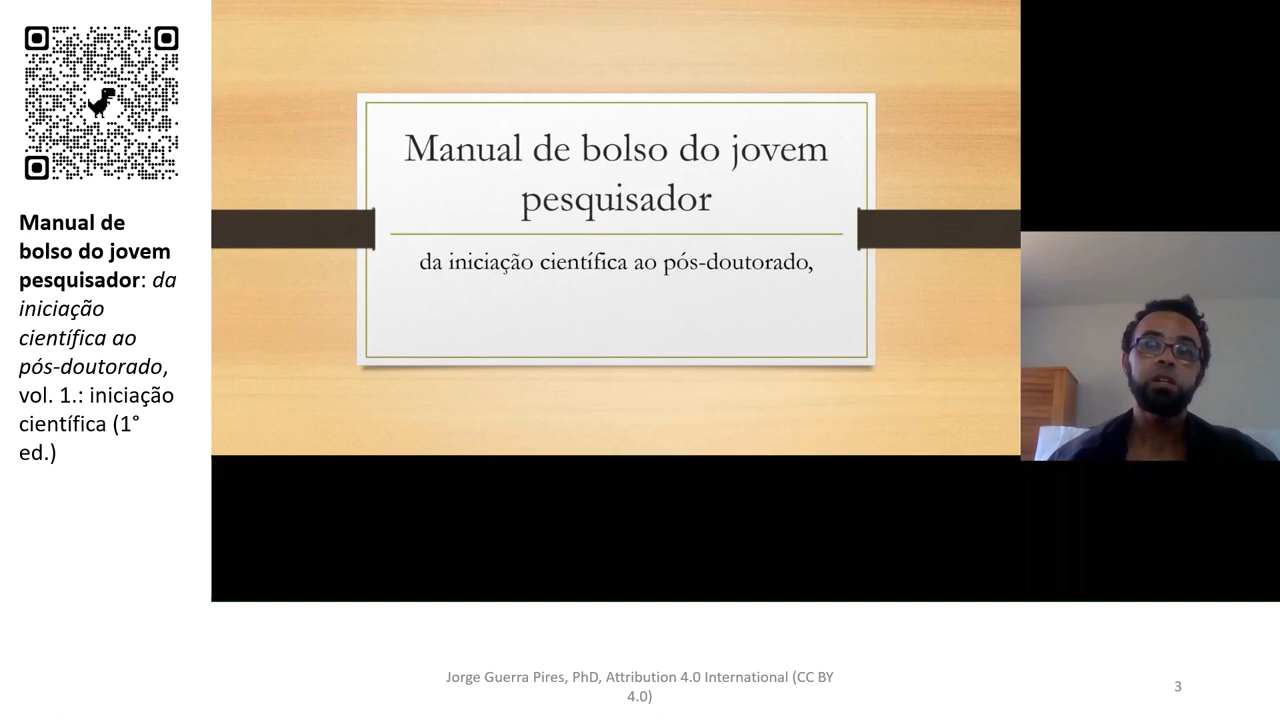 Manual de
bolso do jovem
pesquisador: da
iniciação
científica ao
pós-doutorado,
vol. 1.: iniciação
científica (1°
ed.)
Manual de bolso do jovem
pesquisador
da iniciação científica ao pós-doutorado,
Jorge Guerra Pires, PhD, Attribution 4.0 International (CC BY
4.0)
3